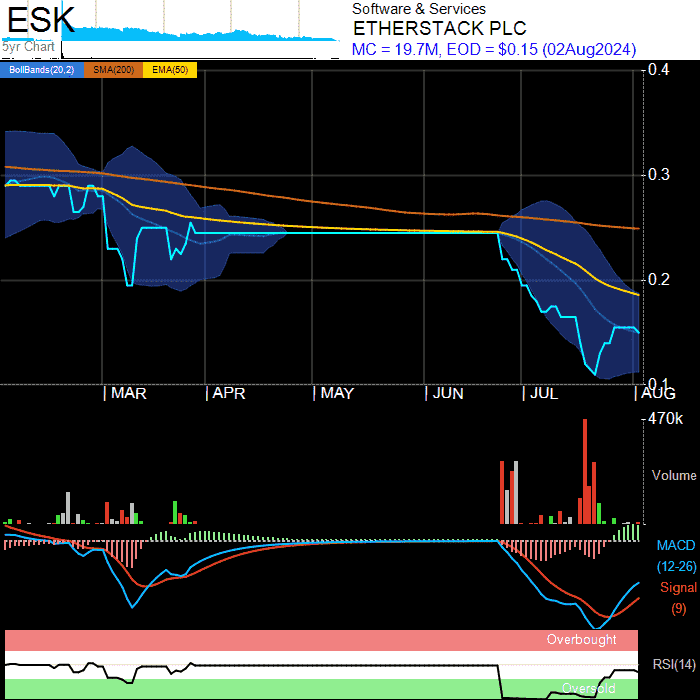 ESK
Software & Services
ETHERSTACK PLC
5yr Chart
MC = 19.7M, EOD = $0.15 (02Aug2024)
BollBands(20,2) SMA(200) EMA(50)
0.4
0.3
0.2
0.1
MAR APR MAY JUN JUL AUG
470k
Volume
MACD
(12-26)
Signal
(9)
Overbought
RSI(14)
Oversold